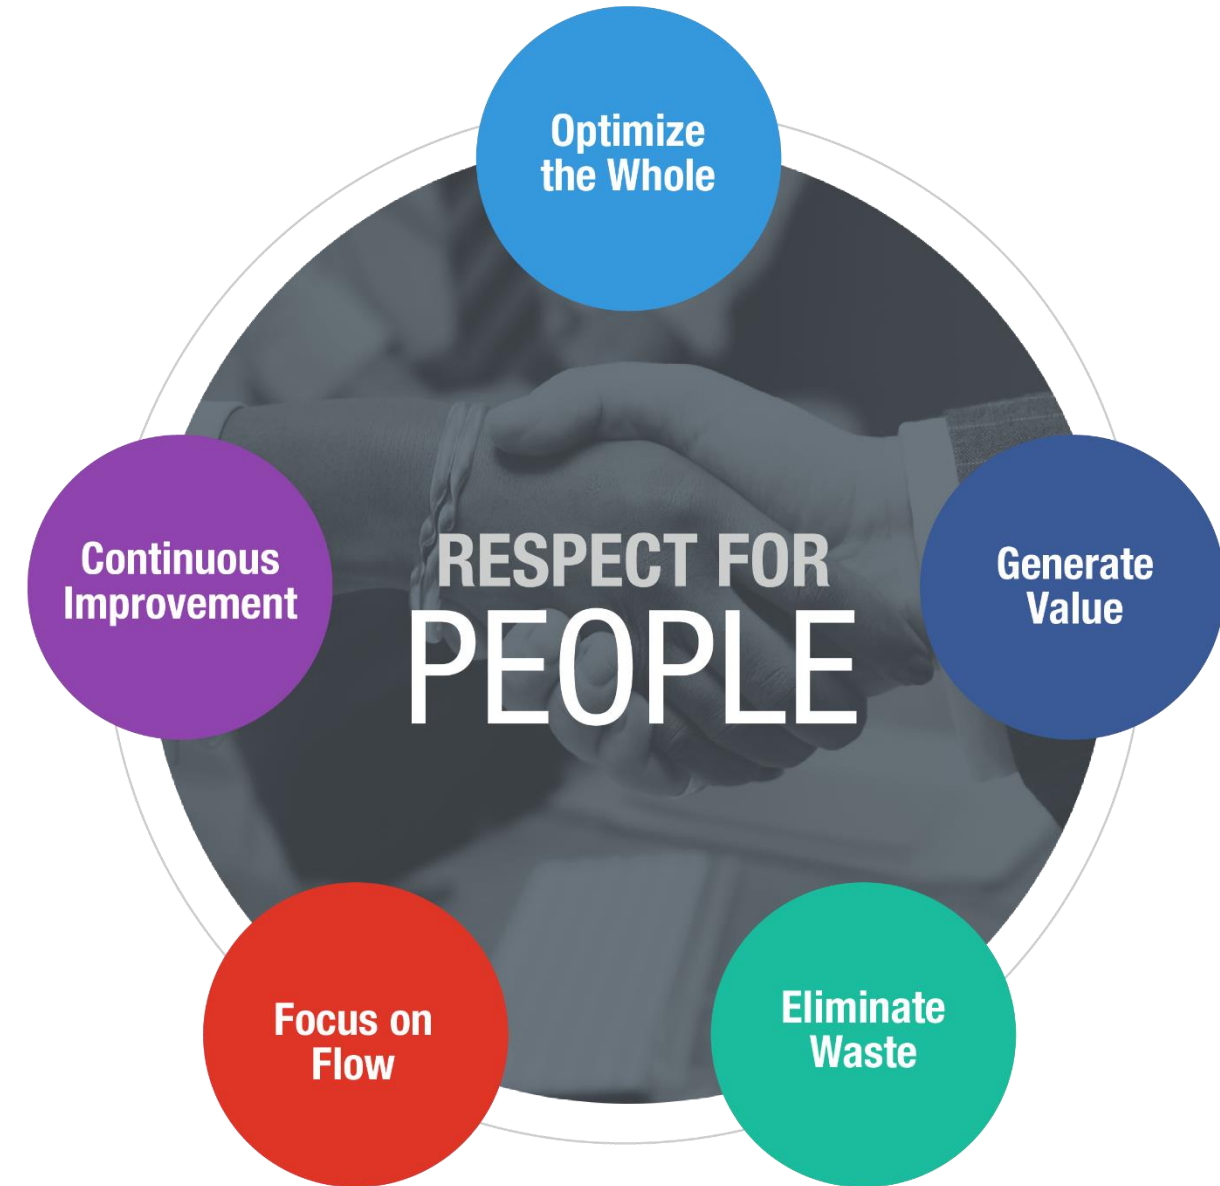 Optimize
the Whole
Continuous
Improvement
RESPECT FOR
PEOPLE
Generate
Value
Focus on
Flow
Eliminate
Waste